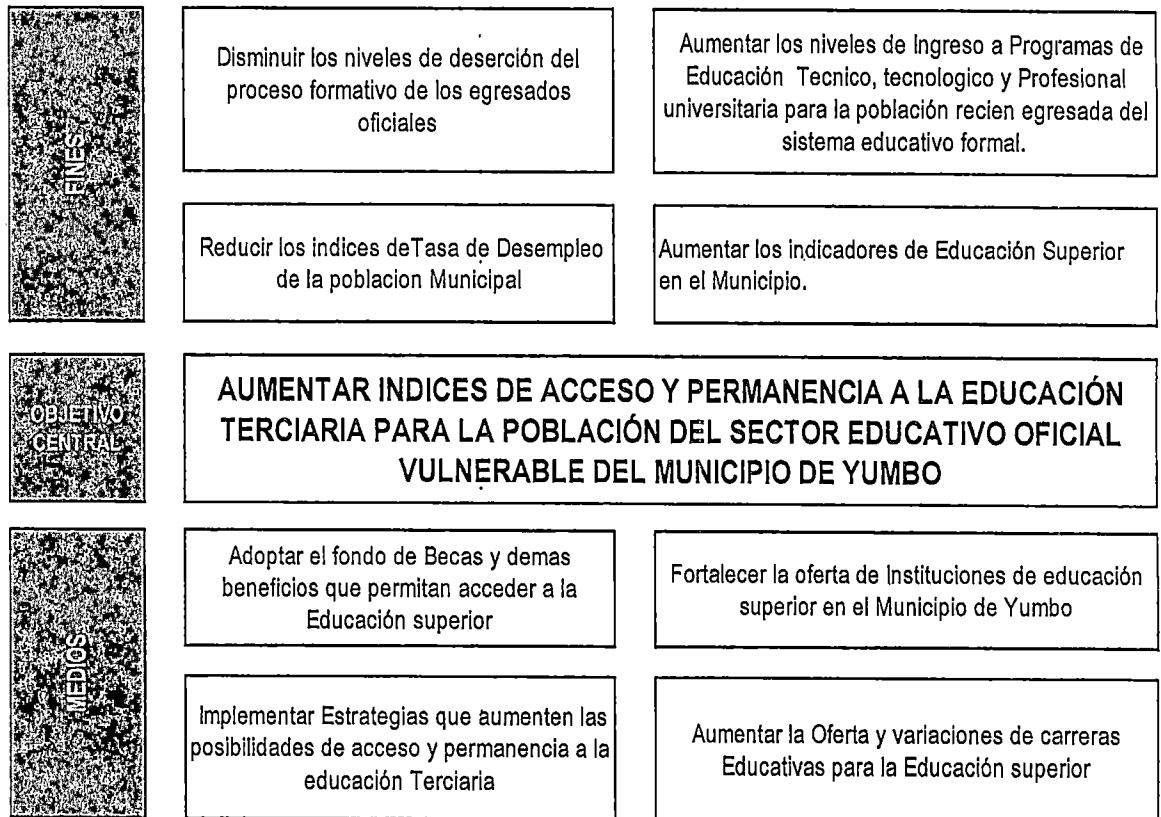 FINES
Disminuir los niveles de deserción del
proceso formativo de los egresados
oficiales
Aumentar los niveles de Ingreso a Programas de
Educación Tecnico, tecnologico y Profesional
universitaria para la población recien egresada del
sistema educativo formal.
Reducir los indices deTasa de Desempleo
de la poblacion Municipal
Aumentar los indicadores de Educación Superior
en el Municipio.
OBJETIVO
CENTRAL
AUMENTAR INDICES DE ACCESO Y PERMANENCIA A LA EDUCACIÓN
TERCIARIA PARA LA POBLACIÓN DEL SECTOR EDUCATIVO OFICIAL
VULNERABLE DEL MUNICIPIO DE YUMBO
MEDIOS
Adoptar el fondo de Becas y demas
beneficios que permitan acceder a la
Educación superior
Fortalecer la oferta de Instituciones de educación
superior en el Municipio de Yumbo
Implementar Estrategias que aumenten las
posibilidades de acceso y permanencia a la
educación Terciaria
Aumentar la Oferta y variaciones de carreras
Educativas para la Educación superior